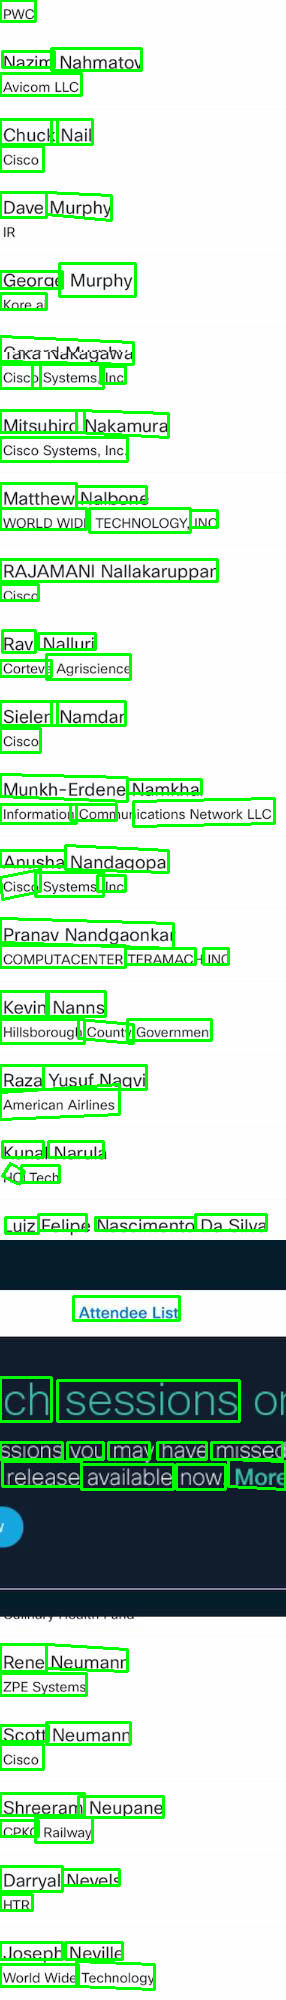 PWC
Nazim Nahmatov
Avicom LLC
Chuck Nail
Cisco
Dave Murphy
IR
George Murphy
Kore.ai
Cisco Systems, Inc.
Mitsuhiro Nakamura
Cisco Systems, Inc.
Matthew Nalbone
WORLD WIDE TECHNOLOGY, INC
RAJAMANI Nallakaruppan
Cisco
Ravi Nalluri
Corteva Agriscience
Namdar
Cisco
Munkh-Erdene Namkhai
Information Communications Network LLC
Anusha Nandagopal
Cisco Systems, Inc.
Pranav Nandgaonkar
COMPUTACENTER TERAMACH INC
Kevin Nanns
Hillsborough County Government
Raza Yusuf Naqvi
American Airlines
Kunal Narula
HCL Tech
Luiz Felipe Nascimento Da Silva
Attendee List
ch sessions on
ssions you may have missed
release available now. More
w
Culinary Health Fund
Rene Neumann
ZPE Systems
Scott Neumann
Cisco
Shreeram Neupane
CPKC Railway
Darryal Nevels
HTR
Joseph Neville
World Wide Technology